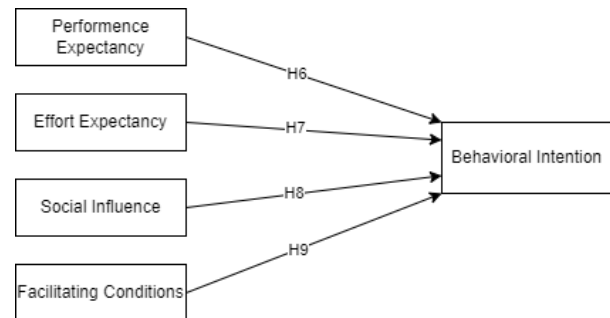 Performence
Expectancy
H6
Effort Expectancy
H7
Behavioral Intention
Social Influence
H8
H9
Facilitating Conditions